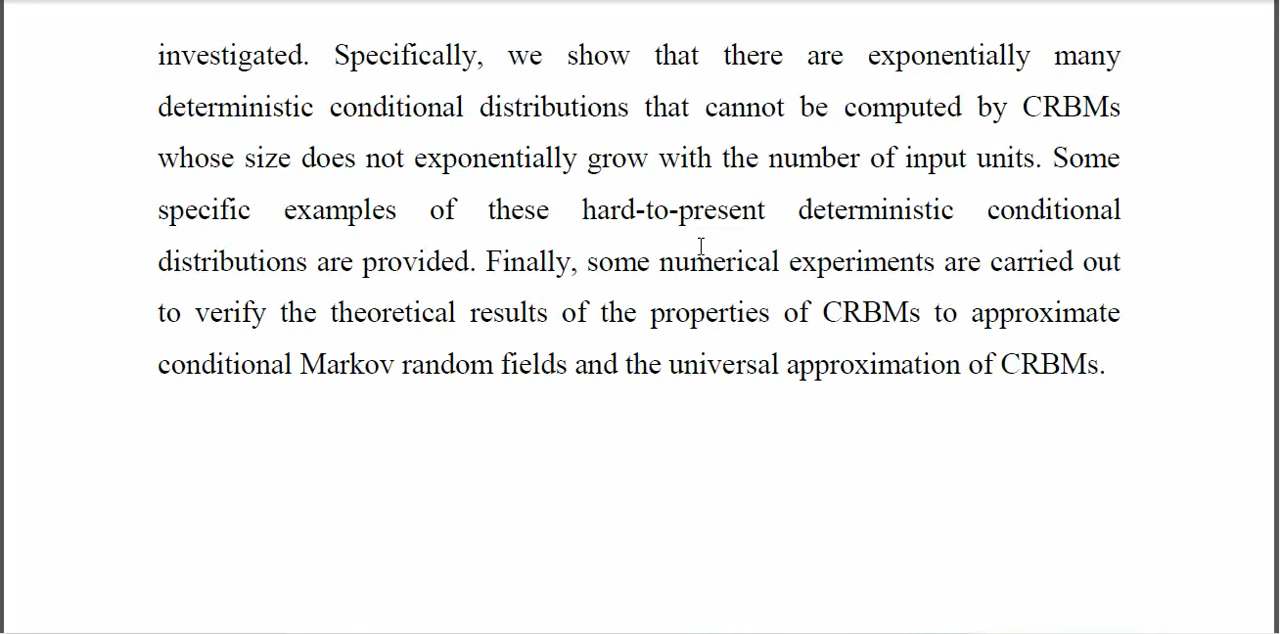 investigated. Specifically, we show that there are exponentially many
deterministic conditional distributions that cannot be computed by CRBMs
whose size does not exponentially grow with the number of input units. Some
specific examples of these hard-to-present deterministic conditional
distributions are provided. Finally, some numerical experiments are carried out
to verify the theoretical results of the properties of CRBMs to approximate
conditional Markov random fields and the universal approximation of CRBMs.